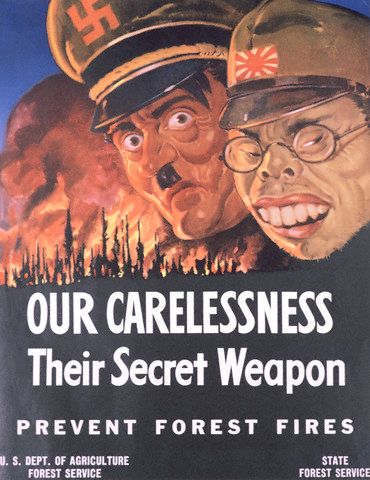 OUR CARELESSNESS
Their Secret Weapon
PREVENT FOREST FIRES
U. S. DEPT. OF AGRICULTURE
FOREST SERVICE
STATE
FOREST SERVICE